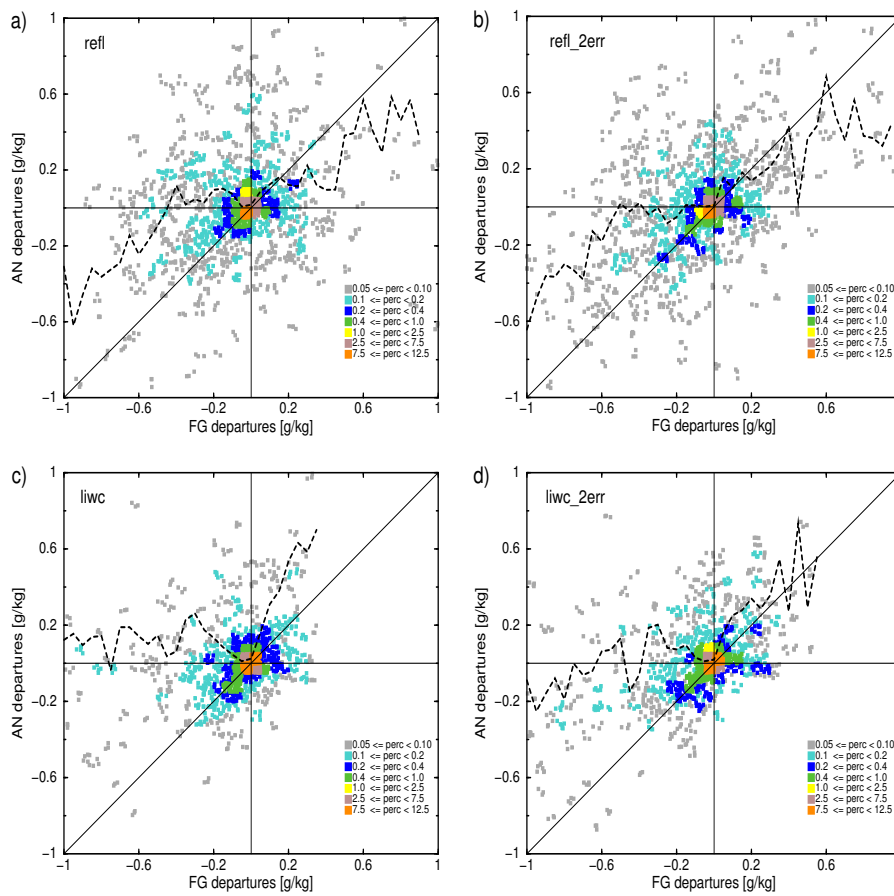 a)
refl
AN departures [g/kg]
1
0.6
0.2
−0.2
−0.6
−1
−1
−0.6
−0.2
0.2
0.6
1
FG departures [g/kg]
0.05 <= perc < 0.10
0.1 <= perc < 0.2
0.2 <= perc < 0.4
0.4 <= perc < 1.0
1.0 <= perc < 2.5
2.5 <= perc < 7.5
7.5 <= perc < 12.5
b)
refl_2err
AN departures [g/kg]
1
0.6
0.2
−0.2
−0.6
−1
−1
−0.6
−0.2
0.2
0.6
FG departures [g/kg]
0.05 <= perc < 0.10
0.1 <= perc < 0.2
0.2 <= perc < 0.4
0.4 <= perc < 1.0
1.0 <= perc < 2.5
2.5 <= perc < 7.5
7.5 <= perc < 12.5
c)
liwc
AN departures [g/kg]
1
0.6
0.2
−0.2
−0.6
−1
−1
−0.6
−0.2
0.2
0.6
1
FG departures [g/kg]
0.05 <= perc < 0.10
0.1 <= perc < 0.2
0.2 <= perc < 0.4
0.4 <= perc < 1.0
1.0 <= perc < 2.5
2.5 <= perc < 7.5
7.5 <= perc < 12.5
d)
liwc_2err
AN departures [g/kg]
1
0.6
0.2
−0.2
−0.6
−1
−1
−0.6
−0.2
0.2
0.6
FG departures [g/kg]
0.05 <= perc < 0.10
0.1 <= perc < 0.2
0.2 <= perc < 0.4
0.4 <= perc < 1.0
1.0 <= perc < 2.5
2.5 <= perc < 7.5
7.5 <= perc < 12.5